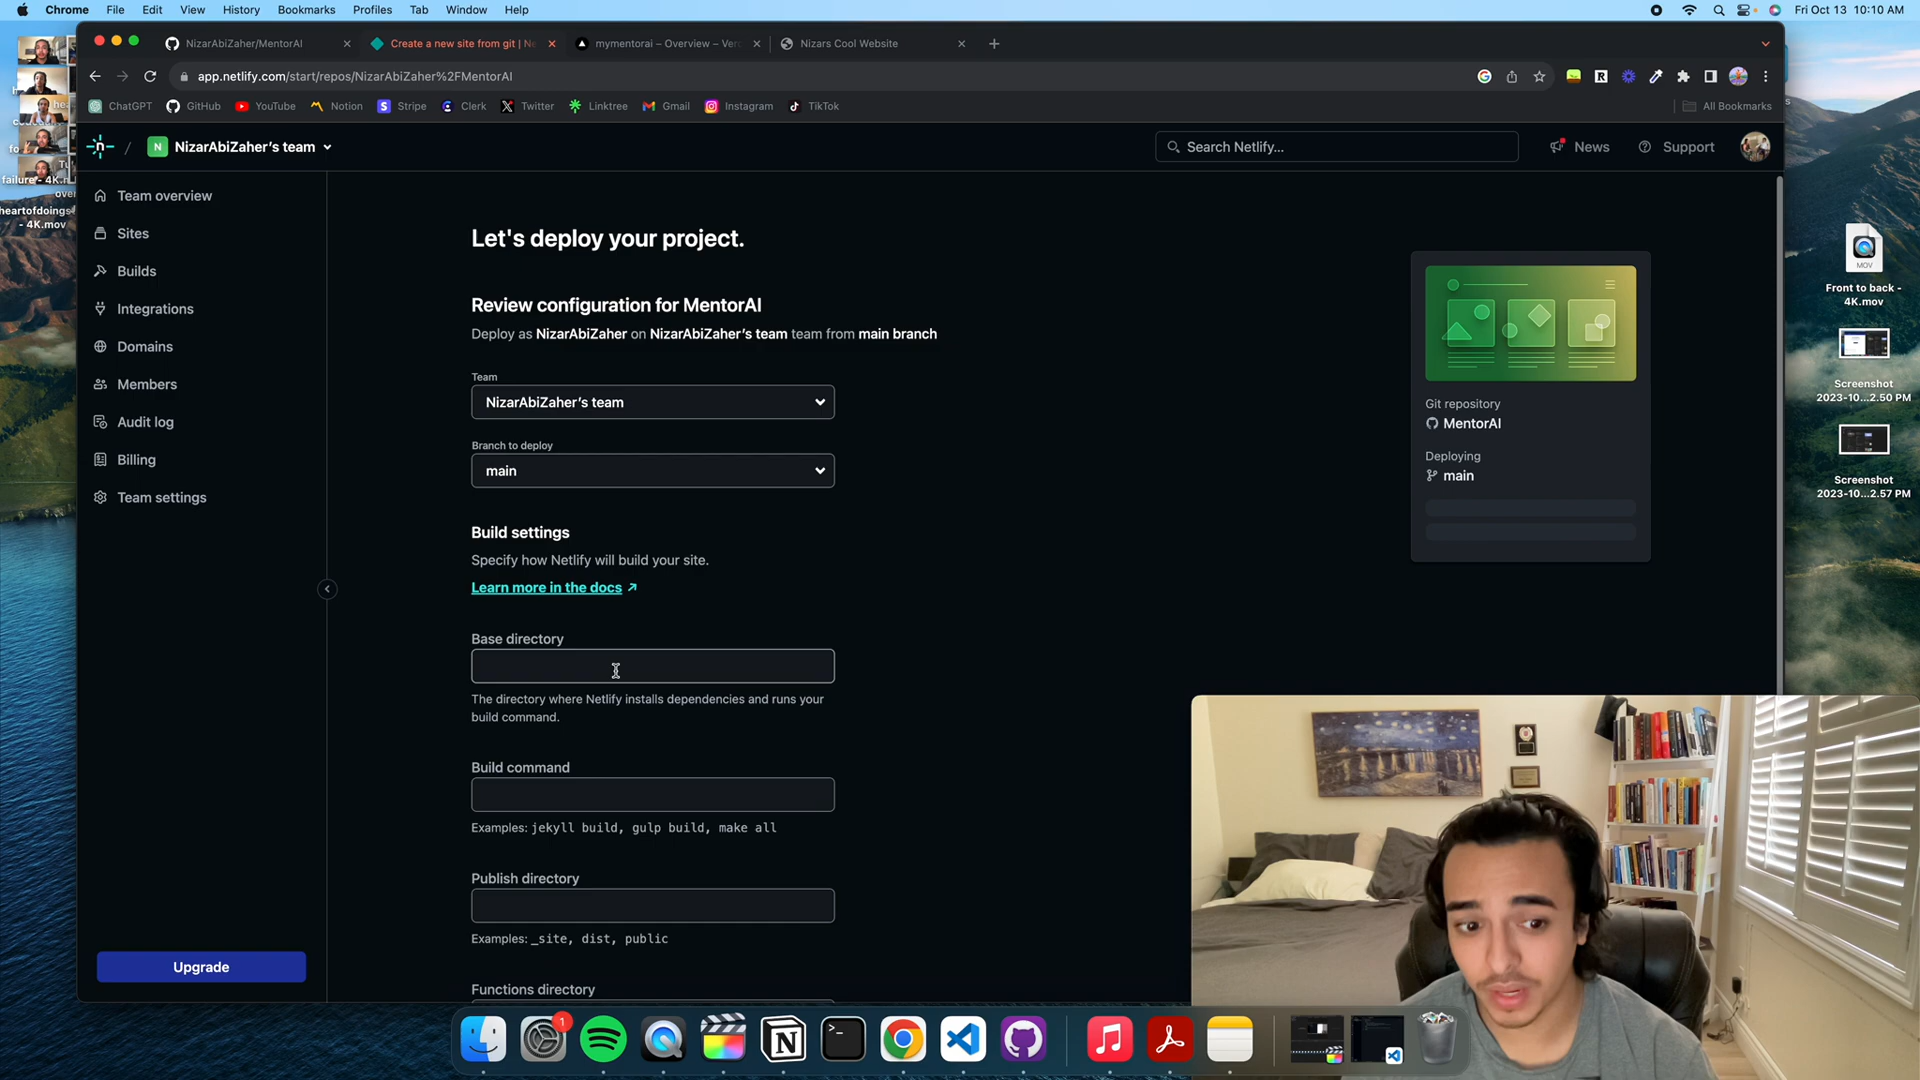 Chrome File Edit View History Bookmarks Profiles Tab Window Help
Fri Oct 13 10:10 AM
NizarAbiZaher/MentorAI
Create a new site from git | Ne
mymentorai – Overview – Verc
Nizars Cool Website
app.netlify.com/start/repos/NizarAbiZaher%2FMentorAI
ChatGPT GitHub YouTube Notion Stripe Clerk Twitter Linktree Gmail Instagram TikTok
All Bookmarks
/ N NizarAbiZaher's team
Search Netlify...
News
Support
Team overview
Sites
Builds
Integrations
Domains
Members
Audit log
Billing
Team settings
Upgrade
Let's deploy your project.
Review configuration for MentorAI
Deploy as NizarAbiZaher on NizarAbiZaher's team team from main branch
Team
NizarAbiZaher's team
Branch to deploy
main
Build settings
Specify how Netlify will build your site.
Learn more in the docs
Base directory
The directory where Netlify installs dependencies and runs your
build command.
Build command
Examples: jekyll build, gulp build, make all
Publish directory
Examples: _site, dist, public
Functions directory
Git repository
MentorAI
Deploying
main
failure - 4K.m
heartofdoings
- 4K.mov
MOV
Front to back -
4K.mov
Screenshot
2023-10...2.50 PM
Screenshot
2023-10...2.57 PM
1